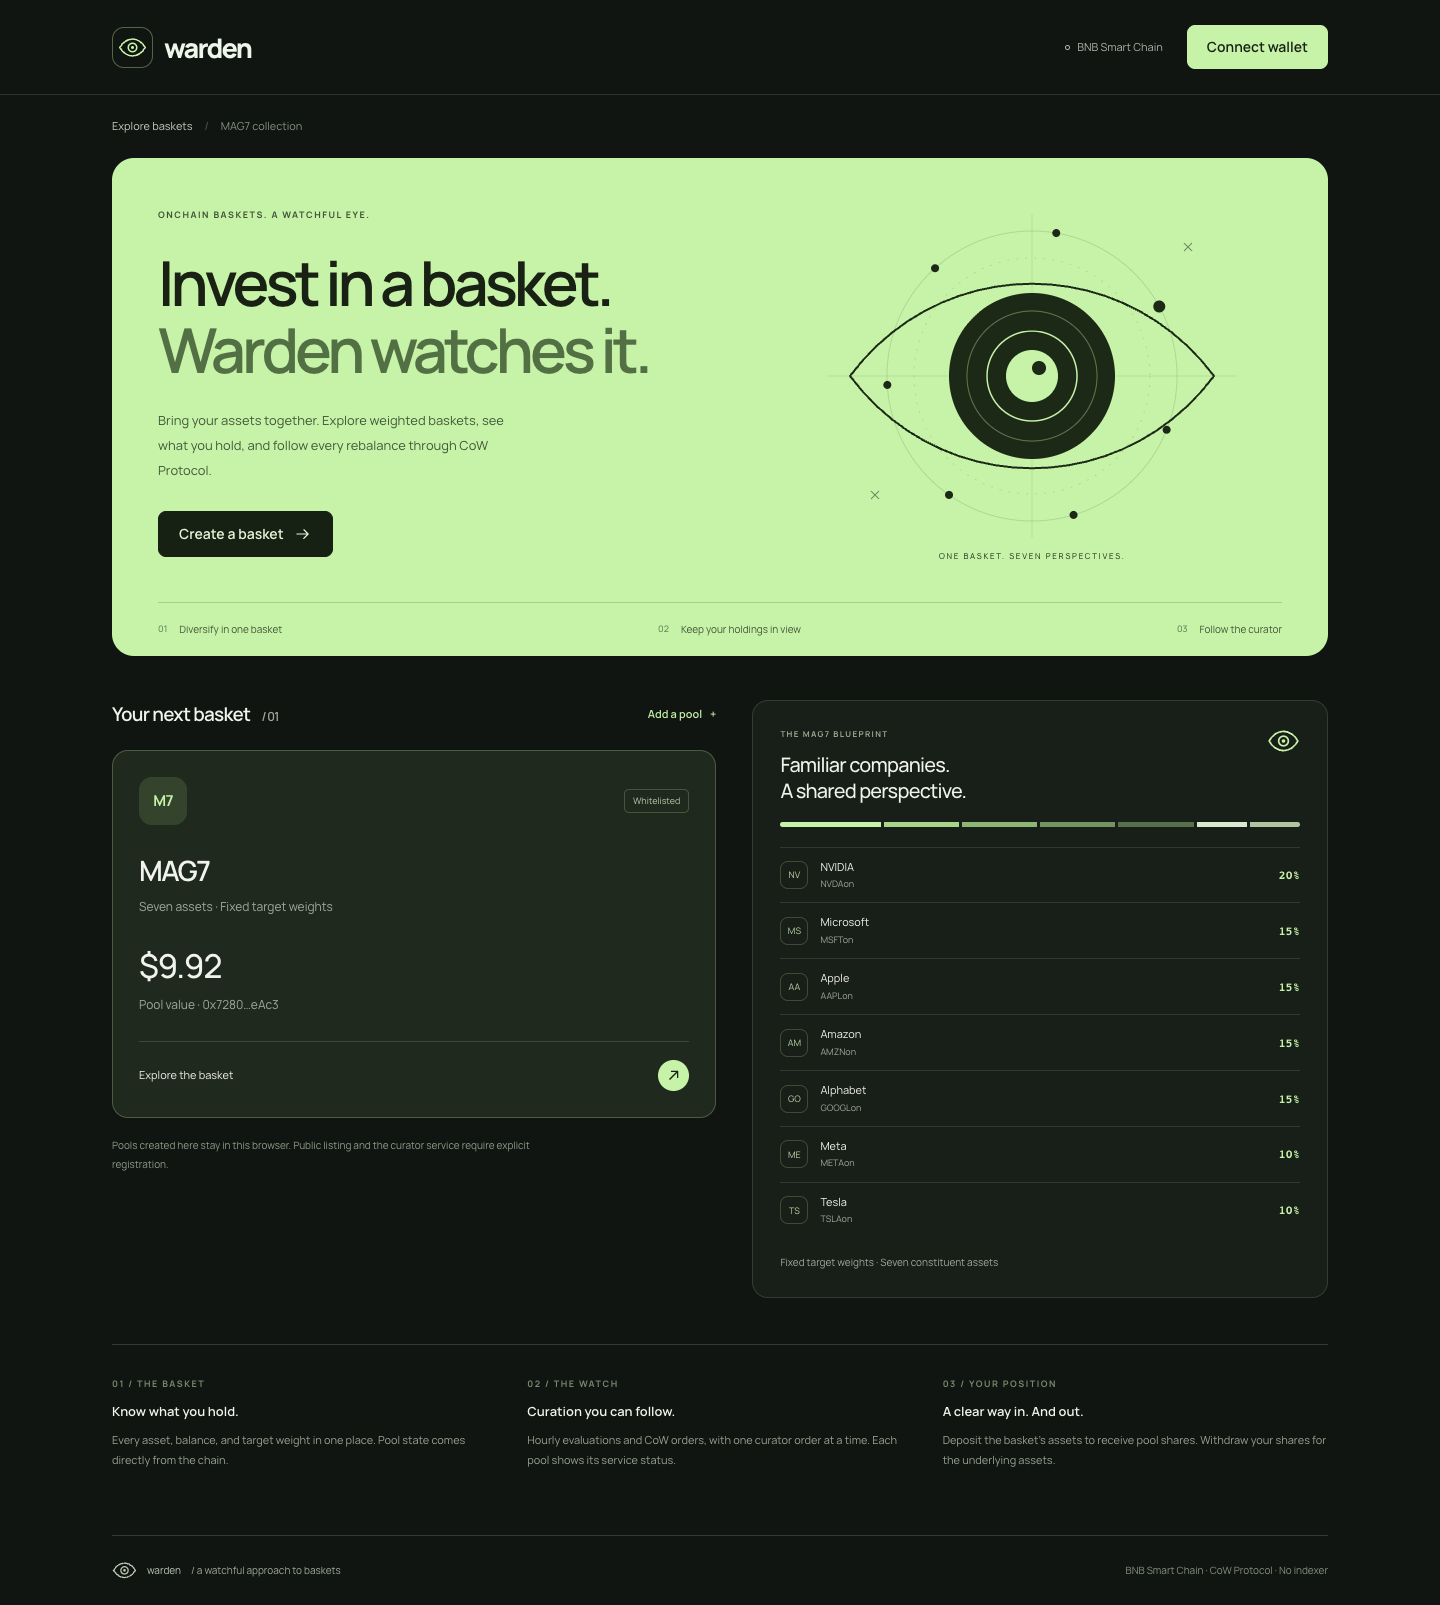 warden
BNB Smart Chain
Connect wallet
Explore baskets / MAG7 collection
ONCHAIN BASKETS. A WATCHFUL EYE.
Invest in a basket.
Warden watches it.
Bring your assets together. Explore weighted baskets, see
what you hold, and follow every rebalance through CoW
Protocol.
Create a basket →
ONE BASKET. SEVEN PERSPECTIVES.
01 Diversify in one basket
02 Keep your holdings in view
03 Follow the curator
Your next basket / 01
Add a pool +
M7
Whitelisted
MAG7
Seven assets · Fixed target weights
$9.92
Pool value · 0x7280…eAc3
Explore the basket
Pools created here stay in this browser. Public listing and the curator service require explicit
registration.
THE MAG7 BLUEPRINT
Familiar companies.
A shared perspective.
NV NVIDIA 20%
NVDAon
MS Microsoft 15%
MSFTon
AA Apple 15%
AAPLon
AM Amazon 15%
AMZNon
GO Alphabet 15%
GOOGLon
ME Meta 10%
METAon
TS Tesla 10%
TSLAon
Fixed target weights · Seven constituent assets
01 / THE BASKET
Know what you hold.
Every asset, balance, and target weight in one place. Pool state comes
directly from the chain.
02 / THE WATCH
Curation you can follow.
Hourly evaluations and CoW orders, with one curator order at a time. Each
pool shows its service status.
03 / YOUR POSITION
A clear way in. And out.
Deposit the basket's assets to receive pool shares. Withdraw your shares for
the underlying assets.
warden / a watchful approach to baskets
BNB Smart Chain · CoW Protocol · No indexer